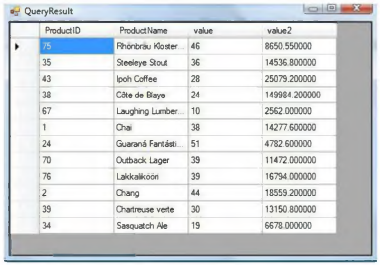 QueryResult
ProductID ProductName value value2
75 Rhönbräu Kloster... 46 8650.550000
35 Steeleye Stout 36 14536.800000
43 Ipoh Coffee 28 25079.200000
38 Côte de Blaye 24 149984.200000
67 Laughing Lumber... 10 2562.000000
1 Chai 38 14277.600000
24 Guaraná Fantásti... 51 4782.600000
70 Outback Lager 39 11472.000000
76 Lakkalikööri 39 16794.000000
2 Chang 44 18559.200000
39 Chartreuse verte 30 13150.800000
34 Sasquatch Ale 19 6678.000000